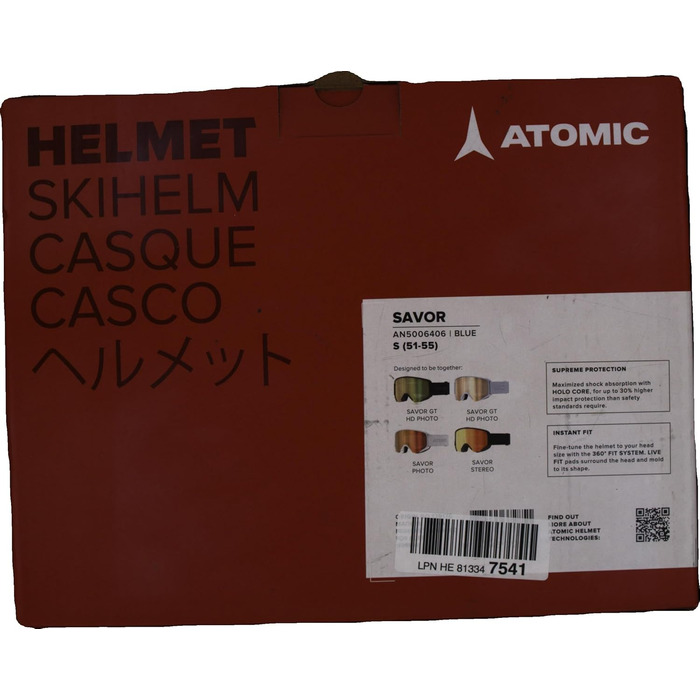 HELMET
SKIHELM
CASQUE
CASCO
ヘルメット
ATOMIC
SAVOR
AN5006406 | BLUE
S (51-55)
Designed to be together:
SAVOR GT
HD PHOTO
SAVOR GT
HD PHOTO
SAVOR
PHOTO
SAVOR
STEREO
SUPREME PROTECTION
Maximized shock absorption with
HOLO CORE, for up to 30% higher
impact protection than safety
standards require.
INSTANT FIT
Fine-tune the helmet to your head
size with the 360° FIT SYSTEM. LIVE
FIT pads surround the head and mold
to its shape.
FIND OUT
MORE ABOUT
ATOMIC HELMET
TECHNOLOGIES:
LPN HE 81334 7541